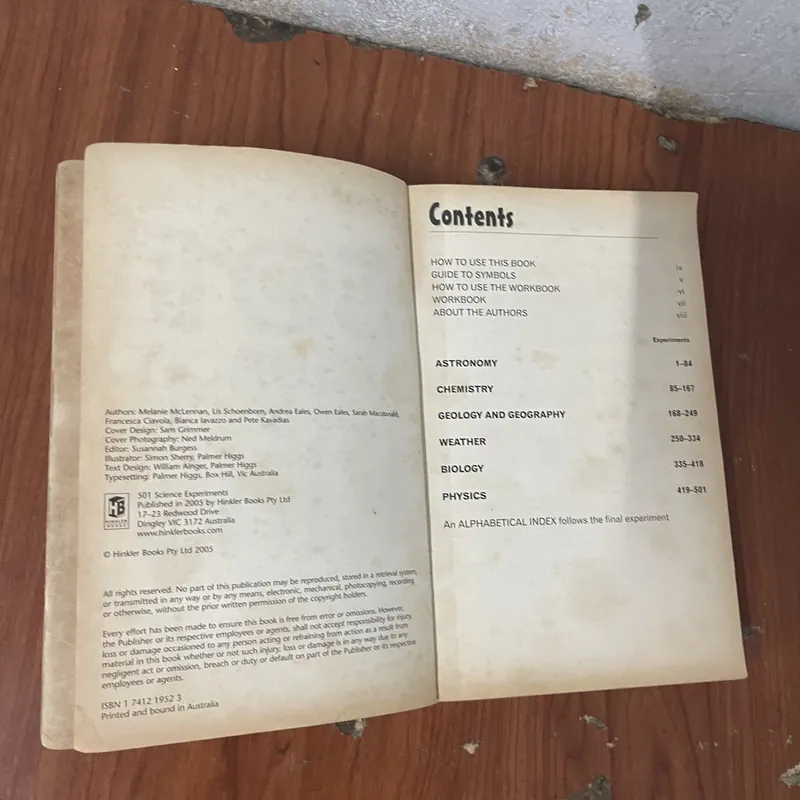 Authors: Melanie McLennan, Lis Schoenborn, Andrea Eales, Owen Eales, Sarah Macdonald,
Francesca Ciavola, Bianca Iavazzo and Pete Kavadias
Cover Design: Sam Grimmer
Cover Photography: Ned Meldrum
Editor: Susannah Burgess
Illustrator: Simon Sherry, Palmer Higgs
Text Design: William Ainger, Palmer Higgs
Typesetting: Palmer Higgs, Box Hill, Vic Australia
HB
HINKLER
BOOKS
501 Science Experiments
Published in 2005 by Hinkler Books Pty Ltd
17–23 Redwood Drive
Dingley VIC 3172 Australia
www.hinklerbooks.com
© Hinkler Books Pty Ltd 2005
All rights reserved. No part of this publication may be reproduced, stored in a retrieval system,
or transmitted in any way or by any means, electronic, mechanical, photocopying, recording
or otherwise, without the prior written permission of the copyright holders.
Every effort has been made to ensure this book is free from error or omissions. However,
the Publisher or its respective employees or agents, shall not accept responsibility for injury,
loss or damage occasioned to any person acting or refraining from action as a result from
material in this book whether or not such injury, loss or damage is in any way due to any
negligent act or omission, breach or duty or default on part of the Publisher or its respective
employees or agents.
ISBN 1 7412 1952 3
Printed and bound in Australia
Contents
HOW TO USE THIS BOOK iv
GUIDE TO SYMBOLS v
HOW TO USE THE WORKBOOK vi
WORKBOOK vii
ABOUT THE AUTHORS viii
Experiments
ASTRONOMY 1–84
CHEMISTRY 85–167
GEOLOGY AND GEOGRAPHY 168–249
WEATHER 250–334
BIOLOGY 335–418
PHYSICS 419–501
An ALPHABETICAL INDEX follows the final experiment